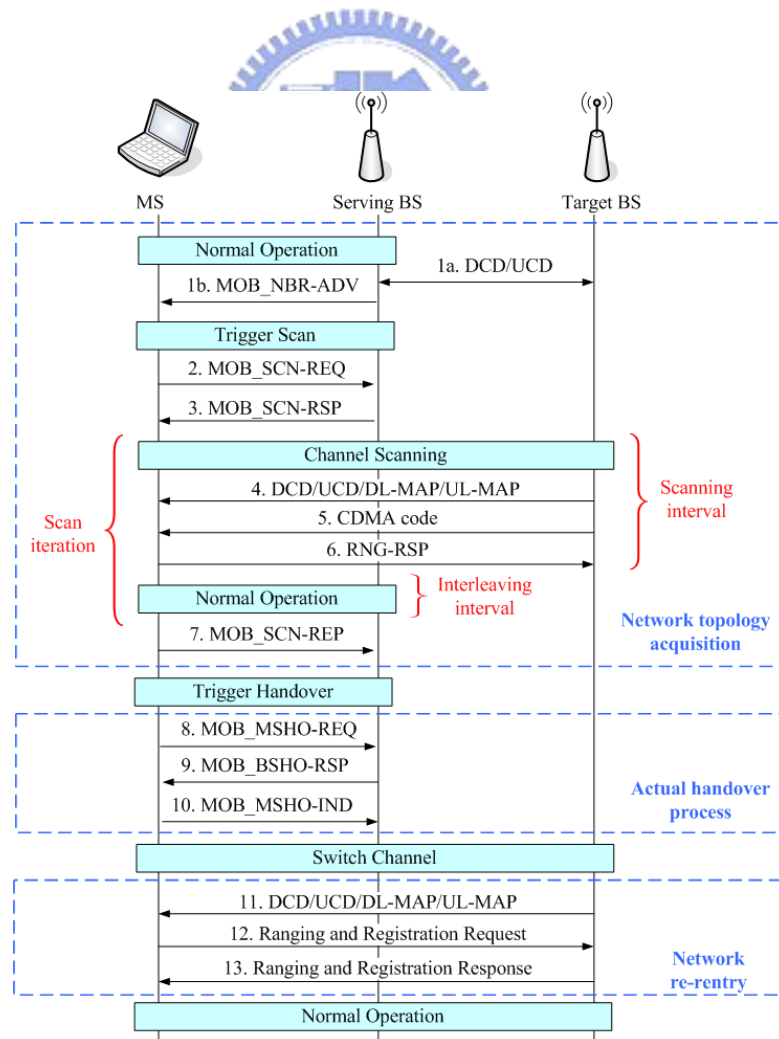 MS
Serving BS
Target BS
Normal Operation
1a. DCD/UCD
1b. MOB_NBR-ADV
Trigger Scan
2. MOB_SCN-REQ
3. MOB_SCN-RSP
Channel Scanning
4. DCD/UCD/DL-MAP/UL-MAP
Scanning
interval
5. CDMA code
Scan
iteration
6. RNG-RSP
Normal Operation
Interleaving
interval
7. MOB_SCN-REP
Network topology
acquisition
Trigger Handover
8. MOB_MSHO-REQ
9. MOB_BSHO-RSP
10. MOB_MSHO-IND
Actual handover
process
Switch Channel
11. DCD/UCD/DL-MAP/UL-MAP
12. Ranging and Registration Request
13. Ranging and Registration Response
Network
re-rentry
Normal Operation